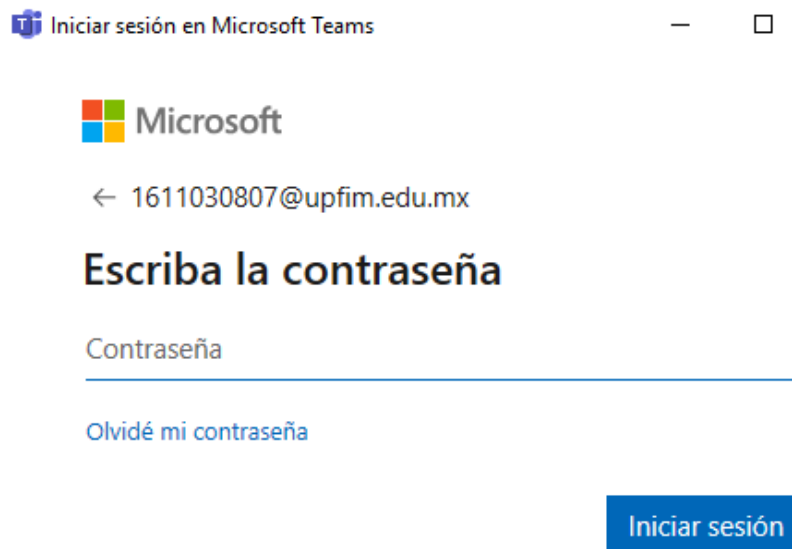 Iniciar sesión en Microsoft Teams
Microsoft
← 1611030807@upfim.edu.mx
Escriba la contraseña
Contraseña
Olvidé mi contraseña
Iniciar sesión